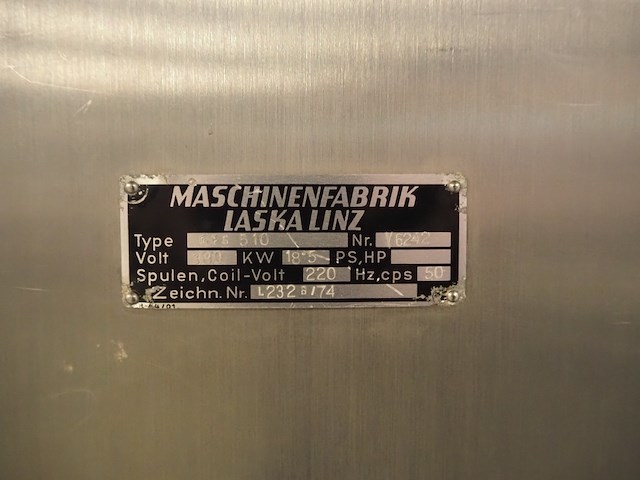 MASCHINENFABRIK
LASKA LINZ
Type 510 Nr. Y6242
Volt KW 18·5 PS,HP
Spulen, Coil-Volt 220 Hz,cps 50
Zeichn. Nr. L232 B/74